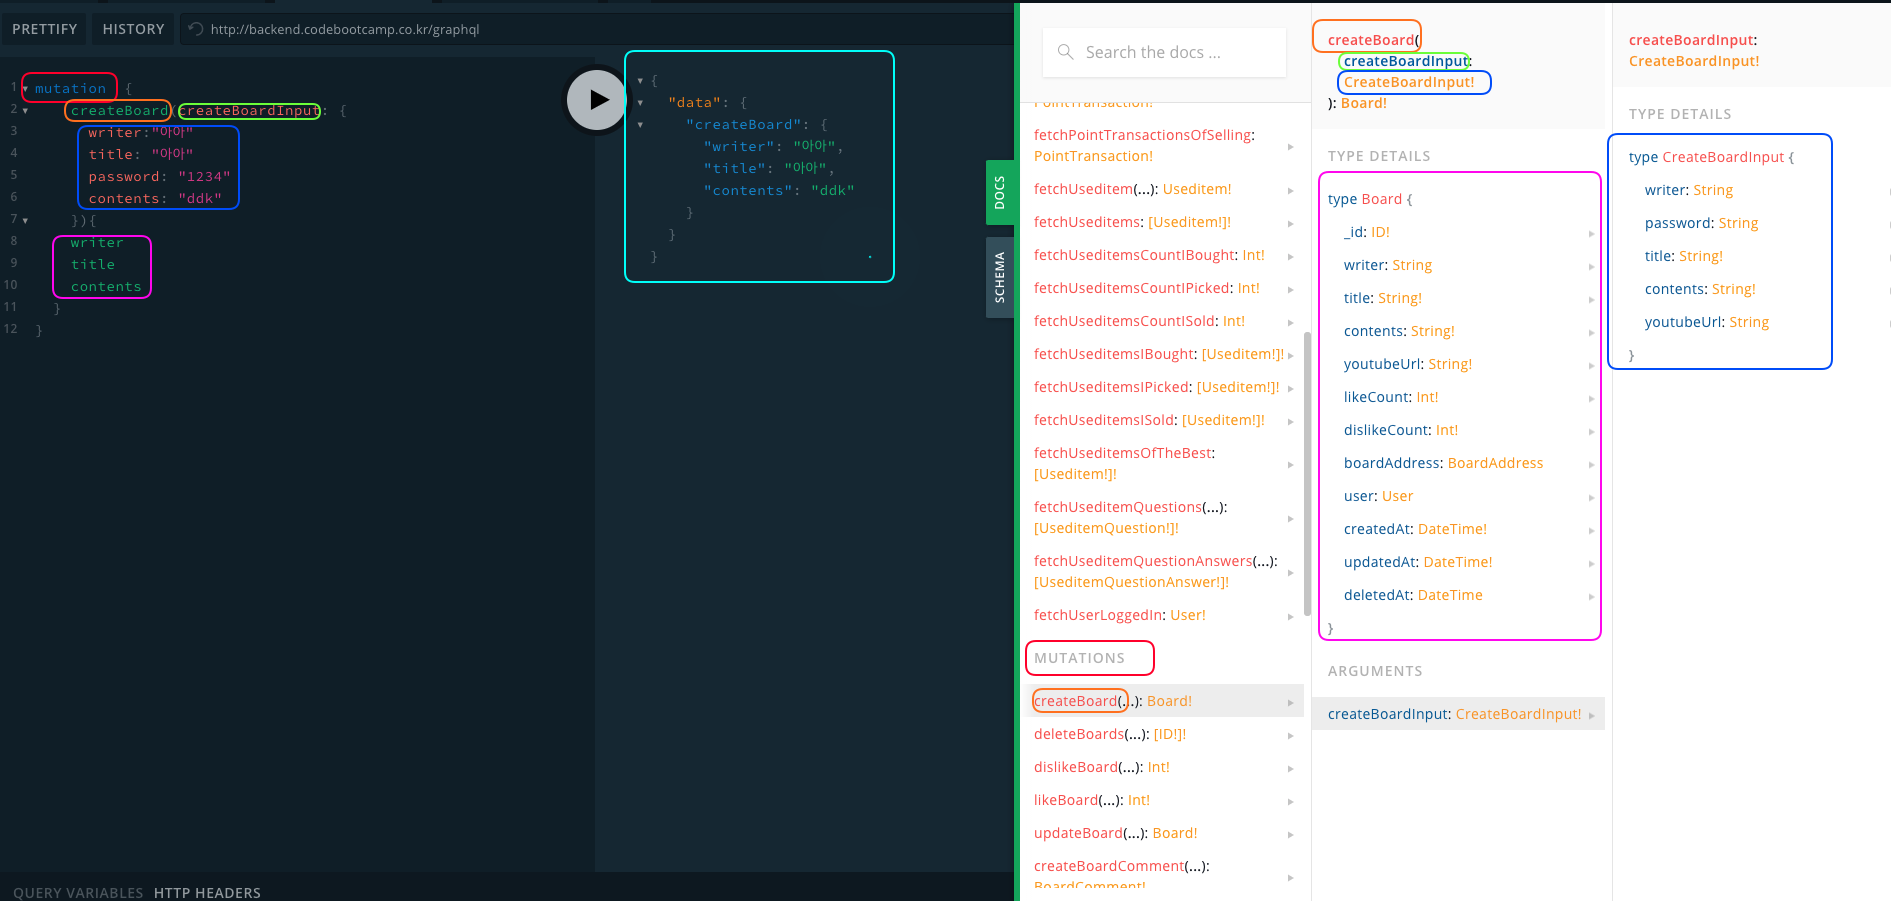 PRETTIFY
HISTORY
http://backend.codebootcamp.co.kr/graphql
1 mutation {
2 createBoard(createBoardInput: {
3 writer:"아아"
4 title: "아아"
5 password: "1234"
6 contents: "ddk"
7 }){
8 writer
9 title
10 contents
11 }
12 }
{
"data": {
"createBoard": {
"writer": "아아",
"title": "아아",
"contents": "ddk"
}
}
}
QUERY VARIABLES HTTP HEADERS
DOCS
SCHEMA
Search the docs ...
PointTransaction!
fetchPointTransactionsOfSelling:
PointTransaction!
fetchUseditem(...): Useditem!
fetchUseditems: [Useditem!]!
fetchUseditemsCountIBought: Int!
fetchUseditemsCountIPicked: Int!
fetchUseditemsCountISold: Int!
fetchUseditemsIBought: [Useditem!]!
fetchUseditemsIPicked: [Useditem!]!
fetchUseditemsISold: [Useditem!]!
fetchUseditemsOfTheBest:
[Useditem!]!
fetchUseditemQuestions(...):
[UseditemQuestion!]!
fetchUseditemQuestionAnswers(...):
[UseditemQuestionAnswer!]!
fetchUserLoggedIn: User!
MUTATIONS
createBoard(...): Board!
deleteBoards(...): [ID!]!
dislikeBoard(...): Int!
likeBoard(...): Int!
updateBoard(...): Board!
createBoardComment(...):
BoardComment!
createBoard(
createBoardInput:
CreateBoardInput!
): Board!
TYPE DETAILS
type Board {
_id: ID!
writer: String
title: String!
contents: String!
youtubeUrl: String!
likeCount: Int!
dislikeCount: Int!
boardAddress: BoardAddress
user: User
createdAt: DateTime!
updatedAt: DateTime!
deletedAt: DateTime
}
ARGUMENTS
createBoardInput: CreateBoardInput!
createBoardInput:
CreateBoardInput!
TYPE DETAILS
type CreateBoardInput {
writer: String
password: String
title: String!
contents: String!
youtubeUrl: String
}